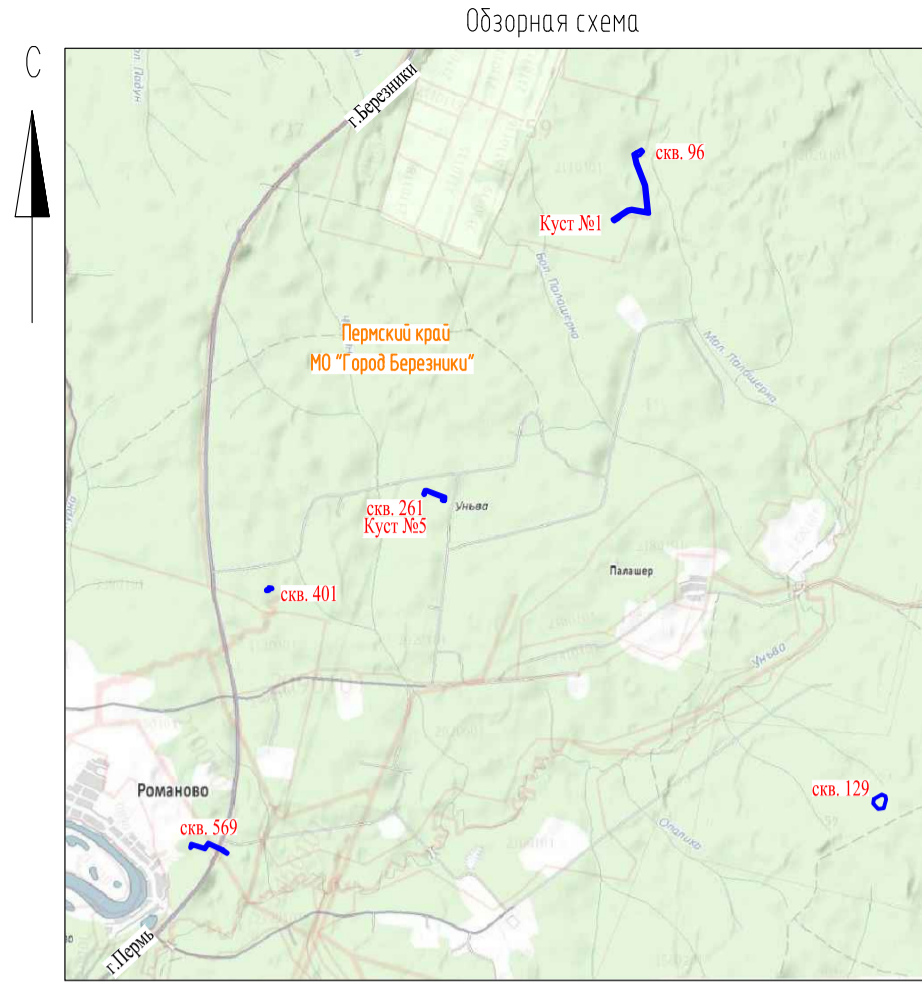 Обзорная схема
С
г.Березники
скв. 96
Куст №1
Бол. Палашерка
Пермский край
МО "Город Березники"
Мал. Палашерка
скв. 261
Куст №5
Уньва
Палашер
скв. 401
Уньва
Романово
скв. 129
скв. 569
Опалиха
г.Пермь